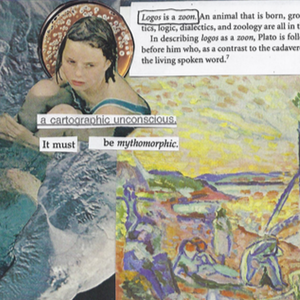 Logos is a zoon. An animal that is born, gro
tics, logic, dialectics, and zoology are all in t
In describing logos as a zoon, Plato is foll
before him who, as a contrast to the cadaver
the living spoken word.7
a cartographic unconscious.
It must be mythomorphic.